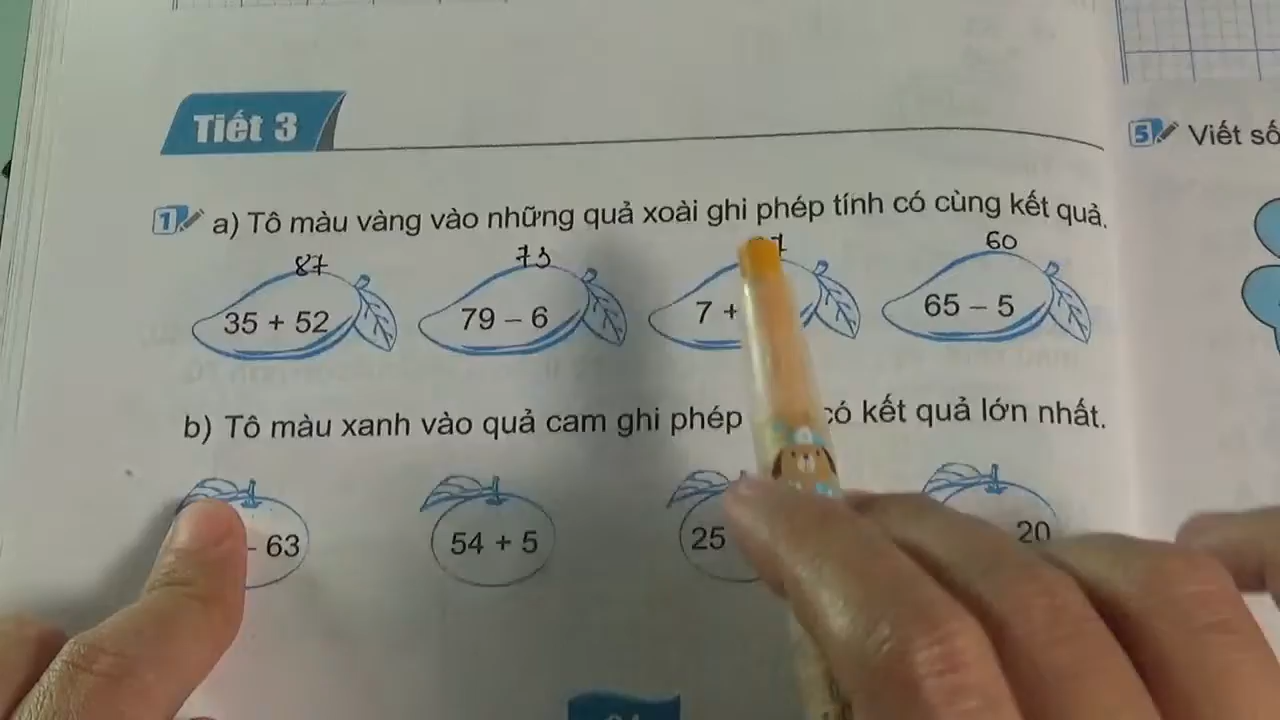 Tiết 3
1 a) Tô màu vàng vào những quả xoài ghi phép tính có cùng kết quả.
87 73 60
35 + 52 79 – 6 7 + 65 – 5
b) Tô màu xanh vào quả cam ghi phép có kết quả lớn nhất.
- 63 54 + 5 25 20
5 Viết số